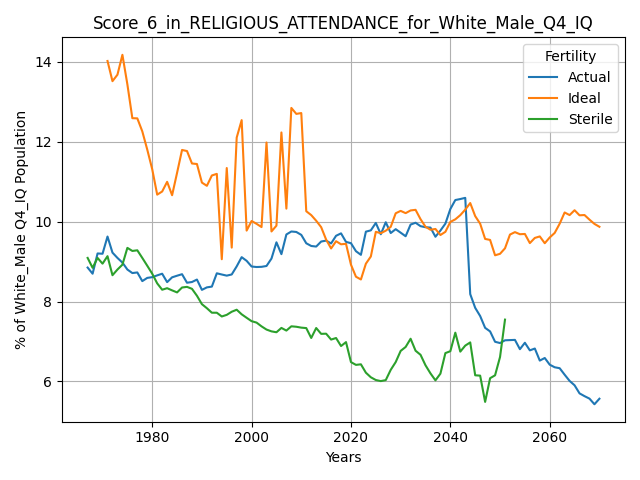 Score_6_in_RELIGIOUS_ATTENDANCE_for_White_Male_Q4_IQ
% of White_Male Q4_IQ Population
14
12
10
8
6
Fertility
Actual
Ideal
Sterile
1980
2000
2020
2040
2060
Years